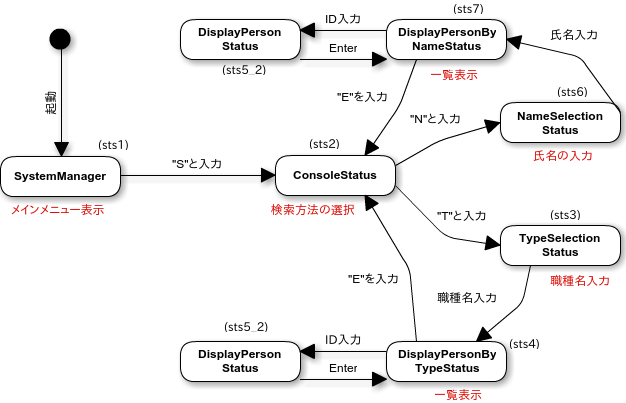 (sts7)
ID入力
DisplayPerson
Status
Enter
(sts5_2)
DisplayPersonBy
NameStatus
一覧表示
氏名入力
(sts6)
NameSelection
Status
氏名の入力
起動
"E"を入力
"N"と入力
(sts1)
SystemManager
メインメニュー表示
"S"と入力
(sts2)
ConsoleStatus
検索方法の選択
"T"と入力
(sts3)
TypeSelection
Status
職種名入力
"E"を入力
職種名入力
(sts5_2)
DisplayPerson
Status
ID入力
Enter
DisplayPersonBy
TypeStatus
(sts4)
一覧表示